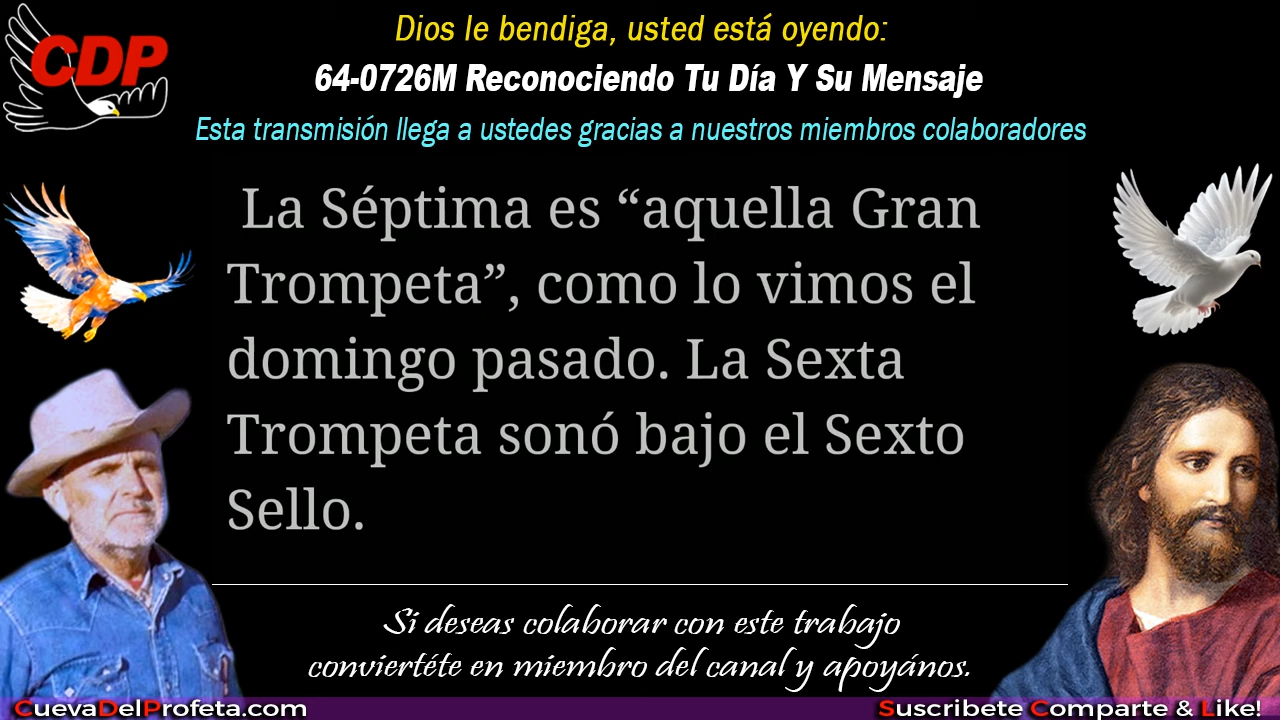 CDP
Dios le bendiga, usted está oyendo:
64-0726M Reconociendo Tu Día Y Su Mensaje
Esta transmisión llega a ustedes gracias a nuestros miembros colaboradores
La Séptima es “aquella Gran
Trompeta”, como lo vimos el
domingo pasado. La Sexta
Trompeta sonó bajo el Sexto
Sello.
Si deseas colaborar con este trabajo
conviertéte en miembro del canal y apoyános.
CuevaDelProfeta.com
Suscribete Comparte & Like!